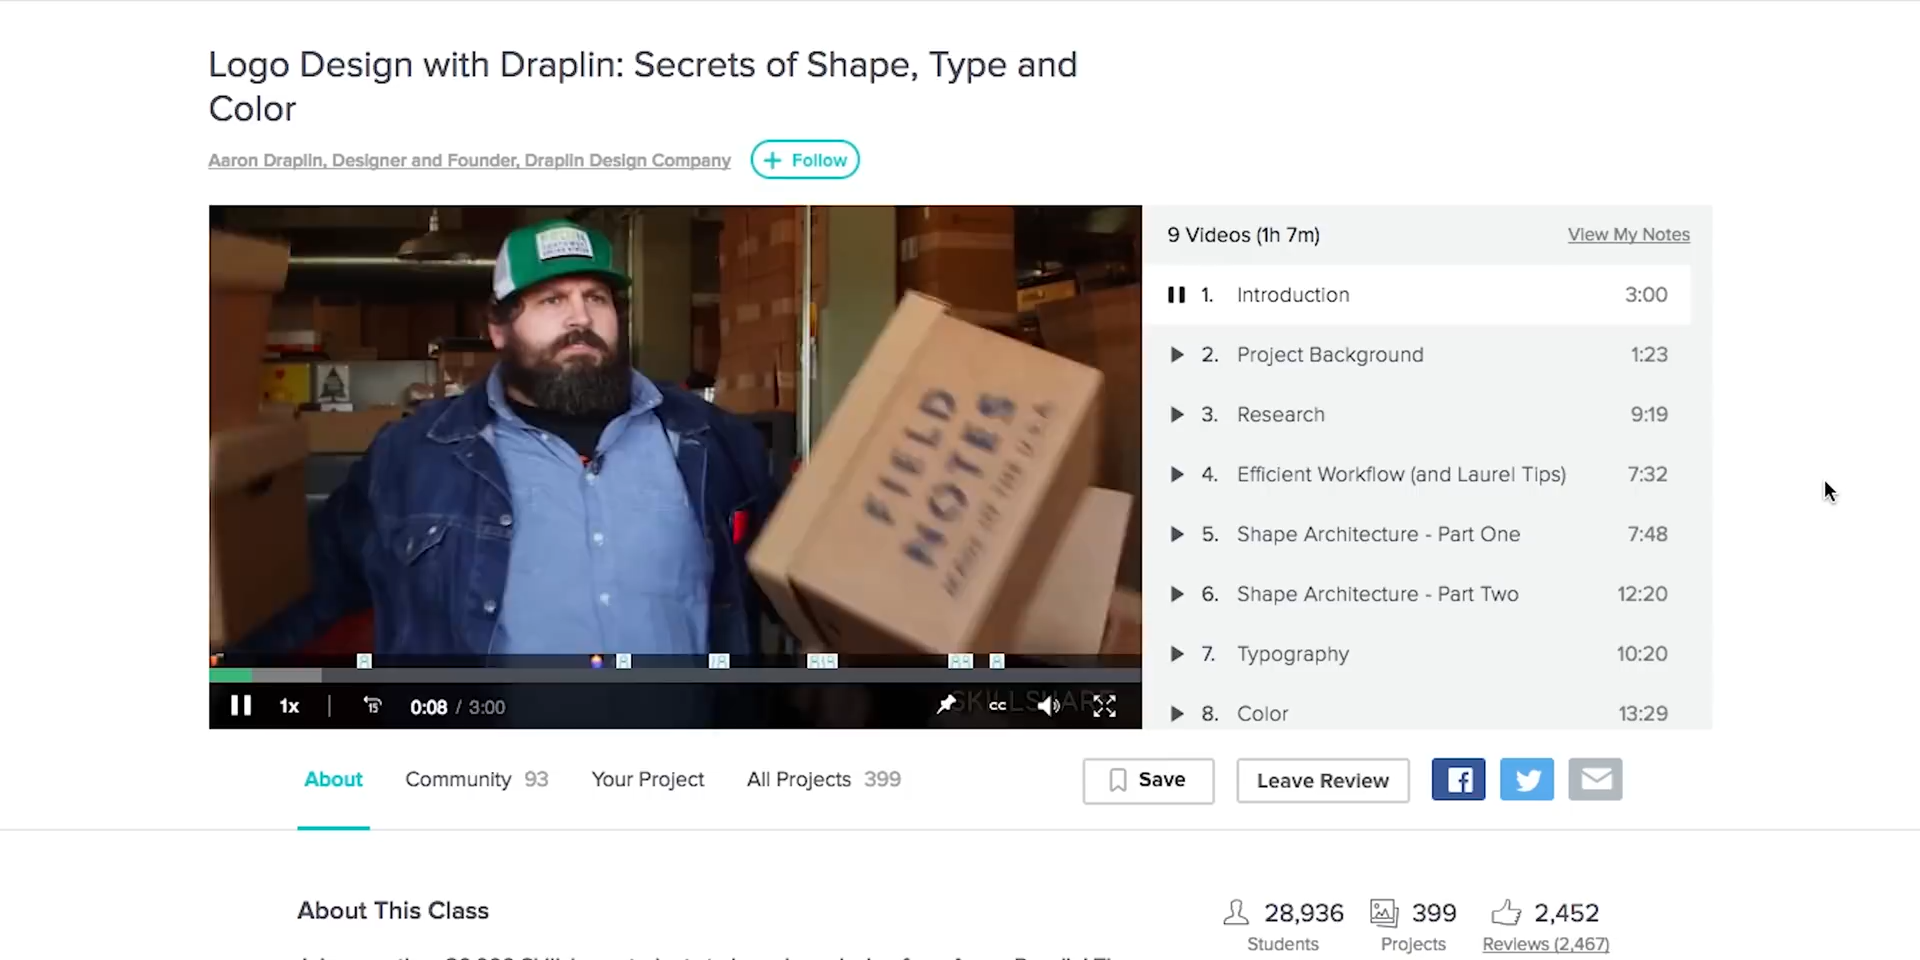 Logo Design with Draplin: Secrets of Shape, Type and
Color
Aaron Draplin, Designer and Founder, Draplin Design Company
+ Follow
FIELD
NOTES
9 Videos (1h 7m)
View My Notes
1. Introduction 3:00
2. Project Background 1:23
3. Research 9:19
4. Efficient Workflow (and Laurel Tips) 7:32
5. Shape Architecture - Part One 7:48
6. Shape Architecture - Part Two 12:20
7. Typography 10:20
8. Color 13:29
1x
15
0:08 / 3:00
SKILLSHARE
CC
About
Community 93
Your Project
All Projects 399
Save
Leave Review
About This Class
28,936
Students
399
Projects
2,452
Reviews (2,467)